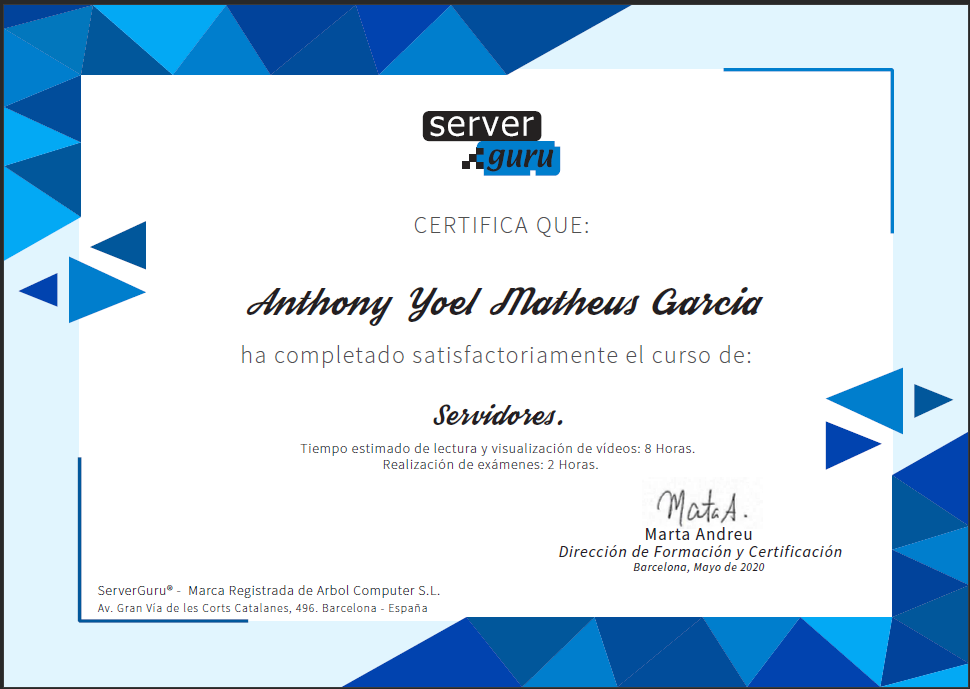 server
guru
CERTIFICA QUE:
Anthony Yoel Matheus Garcia
ha completado satisfactoriamente el curso de:
Servidores.
Tiempo estimado de lectura y visualización de vídeos: 8 Horas.
Realización de exámenes: 2 Horas.
Mata A.
Marta Andreu
Dirección de Formación y Certificación
Barcelona, Mayo de 2020
ServerGuru® - Marca Registrada de Arbol Computer S.L.
Av. Gran Vía de les Corts Catalanes, 496. Barcelona - España